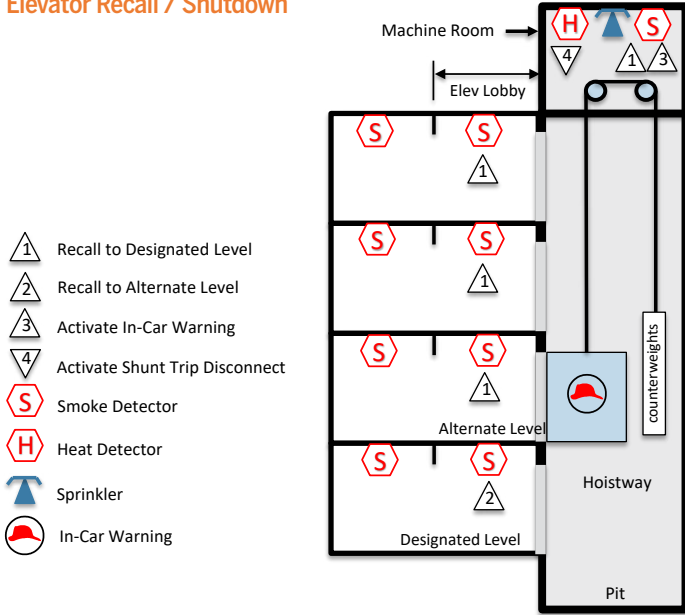 Elevator Recall / Shutdown
Machine Room
H
S
4
1
3
Elev Lobby
S
S
1
S
S
1
S
S
1
Alternate Level
counterweights
S
S
2
Designated Level
Hoistway
Pit
1 Recall to Designated Level
2 Recall to Alternate Level
3 Activate In-Car Warning
4 Activate Shunt Trip Disconnect
S Smoke Detector
H Heat Detector
Sprinkler
In-Car Warning